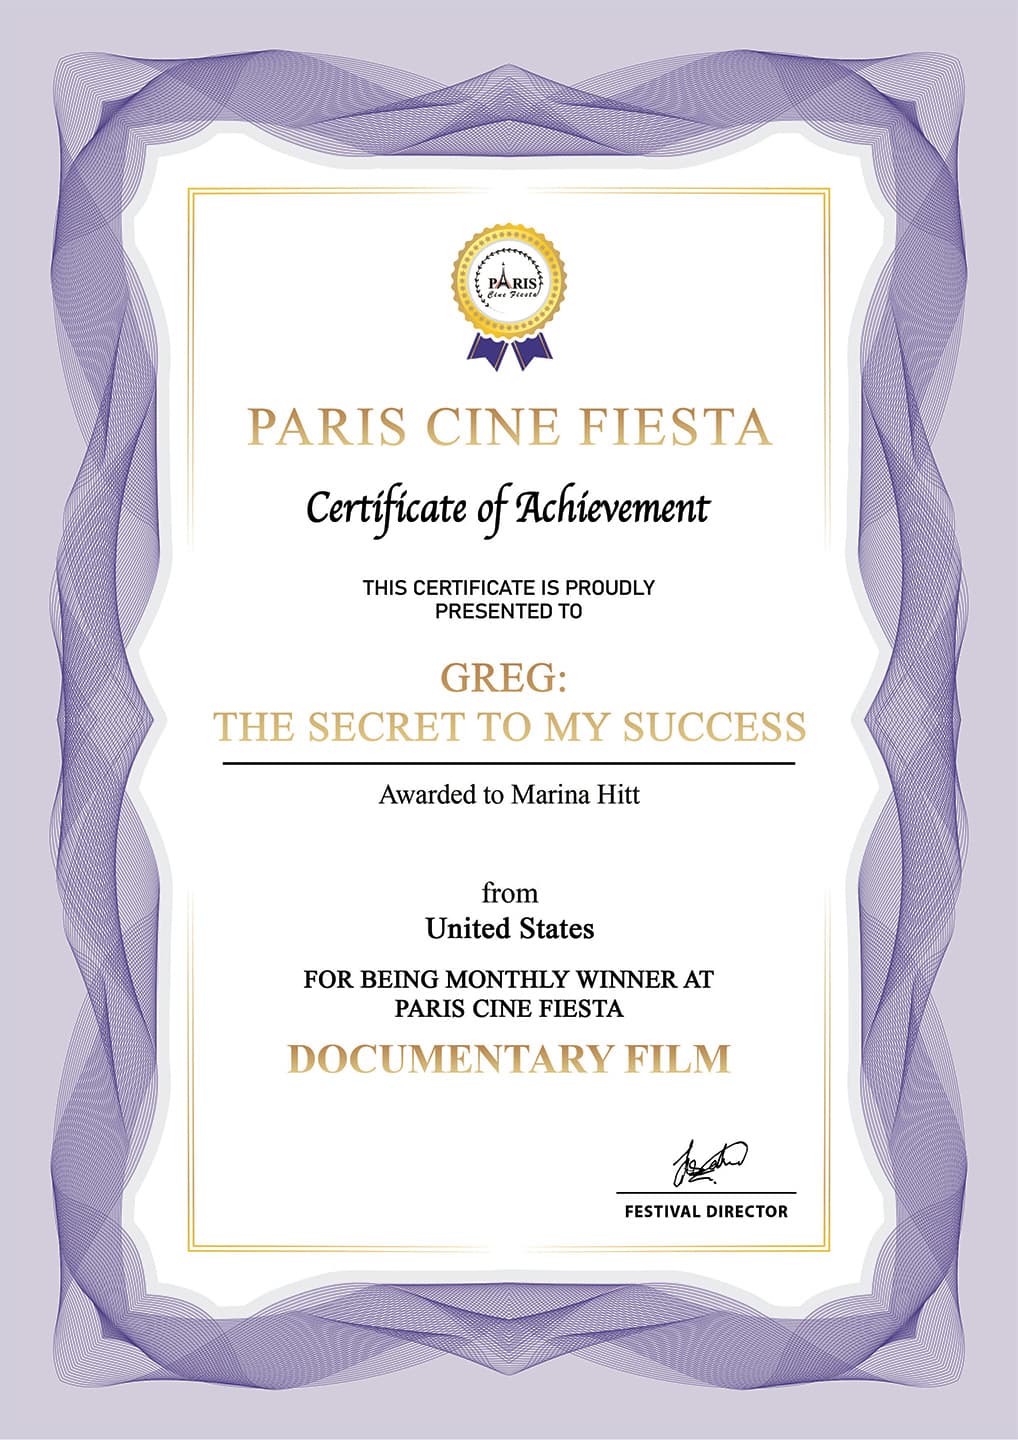 PARIS
Cine Fiesta
PARIS CINE FIESTA
Certificate of Achievement
THIS CERTIFICATE IS PROUDLY
PRESENTED TO
GREG:
THE SECRET TO MY SUCCESS
Awarded to Marina Hitt
from
United States
FOR BEING MONTHLY WINNER AT
PARIS CINE FIESTA
DOCUMENTARY FILM
FESTIVAL DIRECTOR